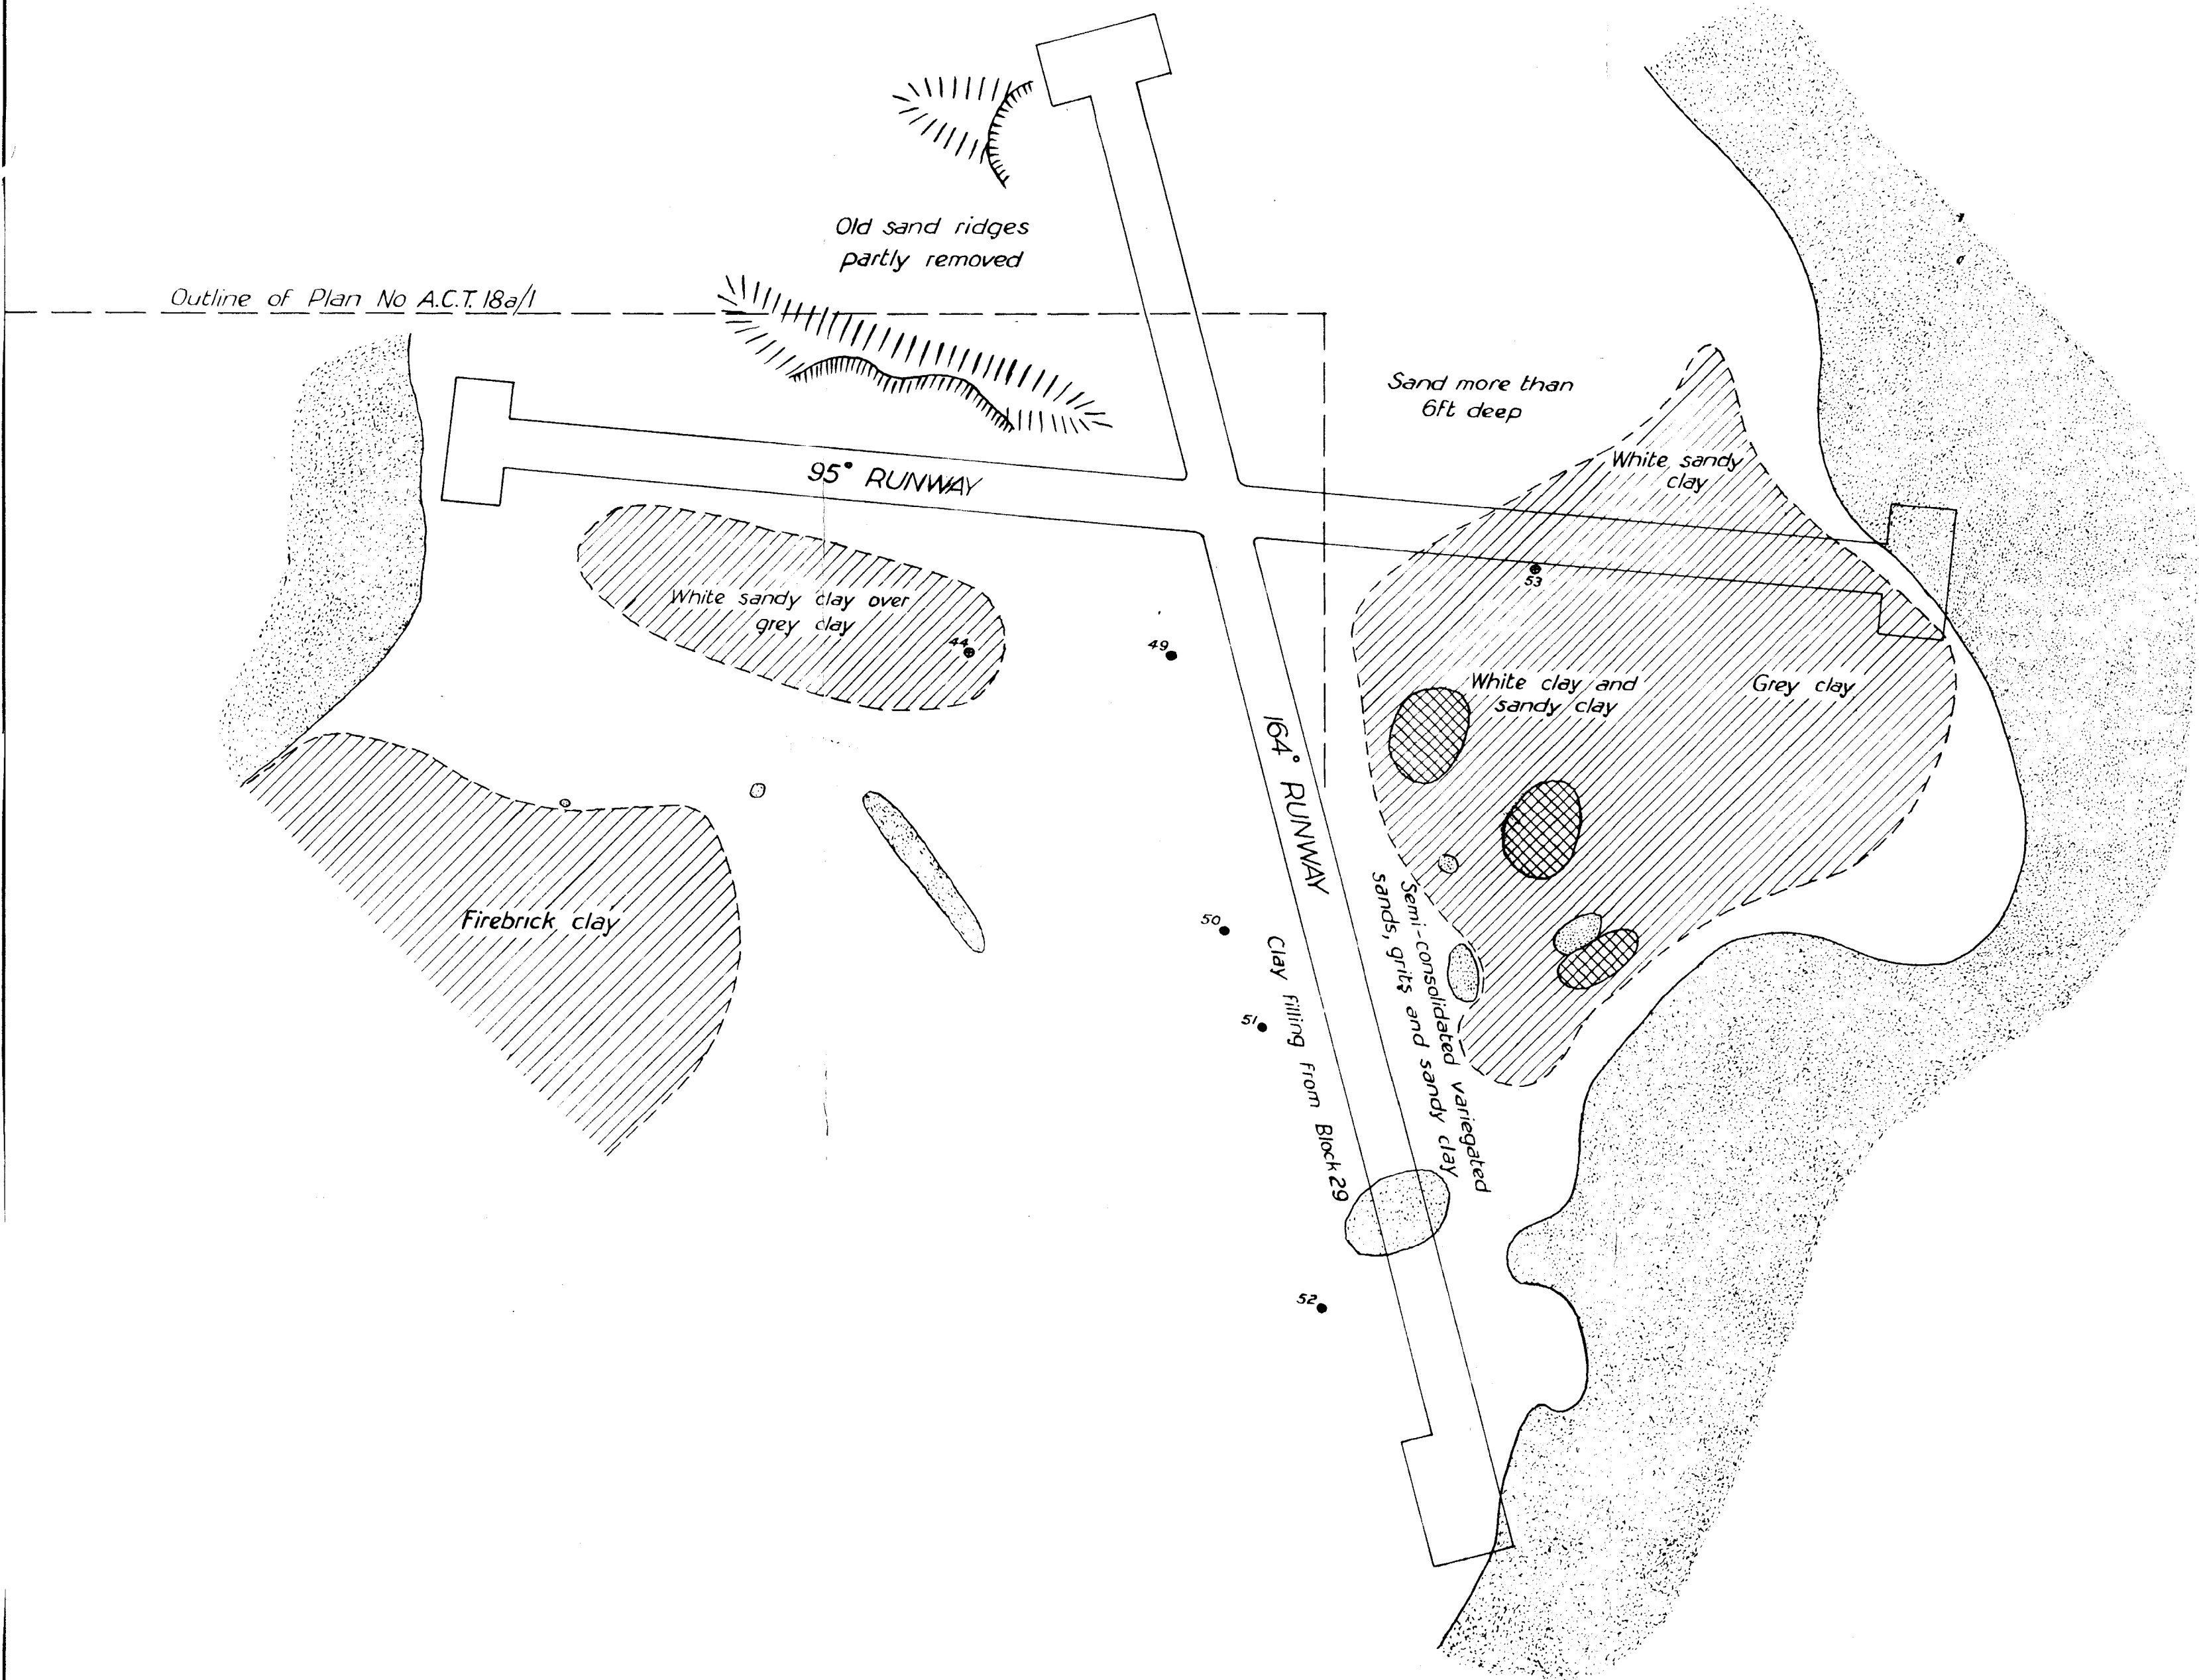 Old sand ridges
partly removed
Outline of Plan No A.C.T. 18a/1
Sand more than
6ft deep
White sandy
clay
95° RUNWAY
53
White sandy clay over
grey clay
44
49
White clay and
sandy clay
Grey clay
164° RUNWAY
Firebrick clay
50
51
Clay filling from Block 29
Semi-consolidated variegated
sands, grits and sandy clay
52